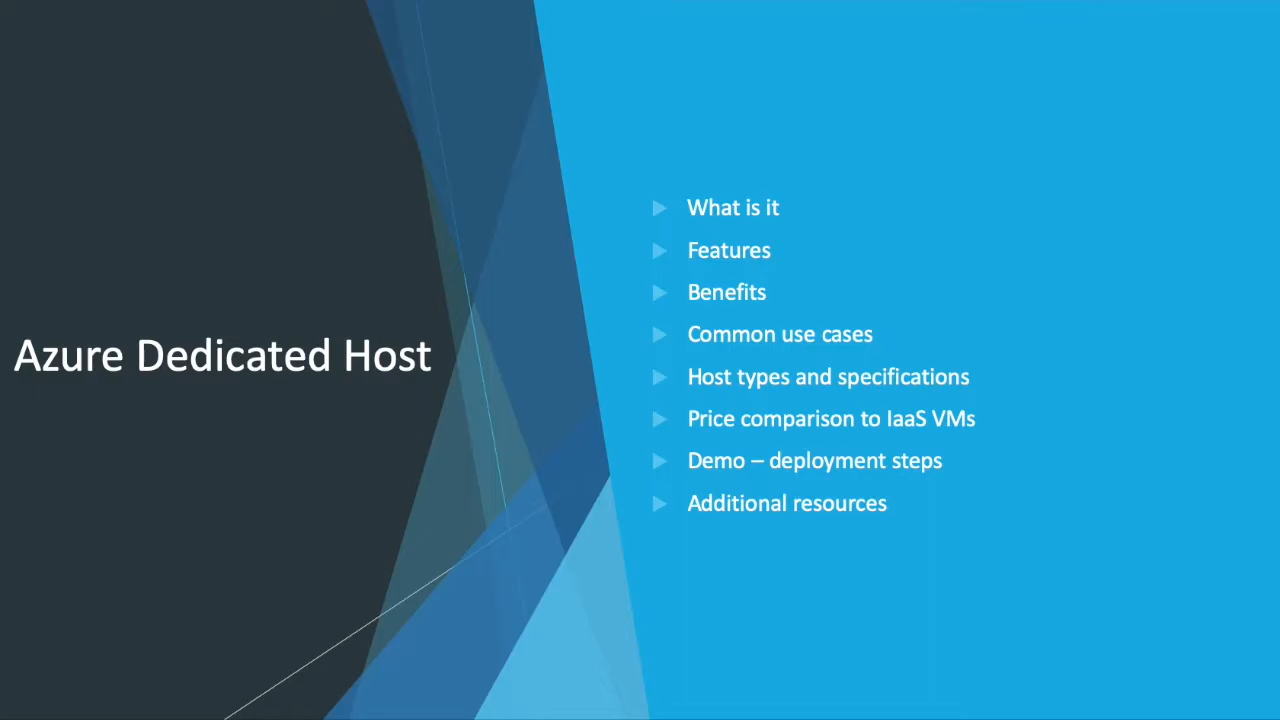 Azure Dedicated Host
What is it
Features
Benefits
Common use cases
Host types and specifications
Price comparison to IaaS VMs
Demo – deployment steps
Additional resources